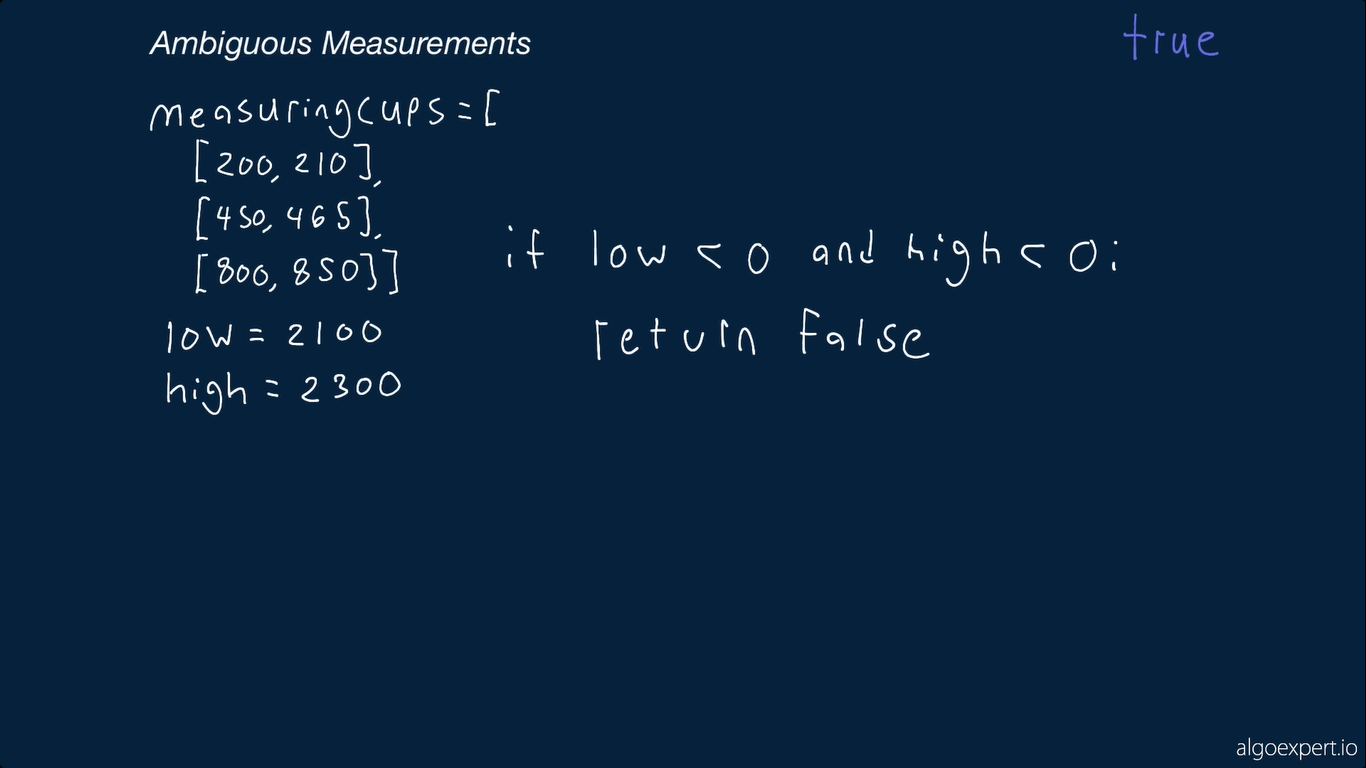 Ambiguous Measurements
true
measuringcups=[
[200, 210],
[450, 465],
[800, 850]]
low = 2100
high = 2300
if low < 0 and high < 0:
return False
algoexpert.io